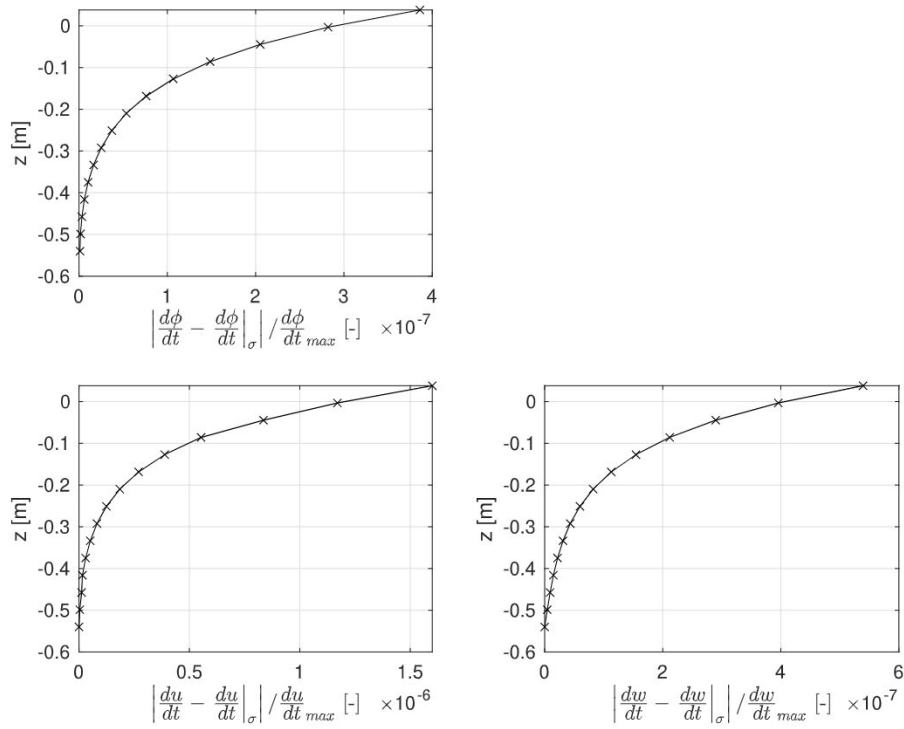 0
-0.1
-0.2
-0.3
-0.4
-0.5
-0.6
z [m]
0 1 2 3 4
|dφ/dt − dφ/dt|σ| / dφ/dt max [-] ×10⁻⁷
0
-0.1
-0.2
-0.3
-0.4
-0.5
-0.6
z [m]
0 0.5 1 1.5
|du/dt − du/dt|σ| / du/dt max [-] ×10⁻⁶
0
-0.1
-0.2
-0.3
-0.4
-0.5
-0.6
z [m]
0 2 4 6
|dw/dt − dw/dt|σ| / dw/dt max [-] ×10⁻⁷